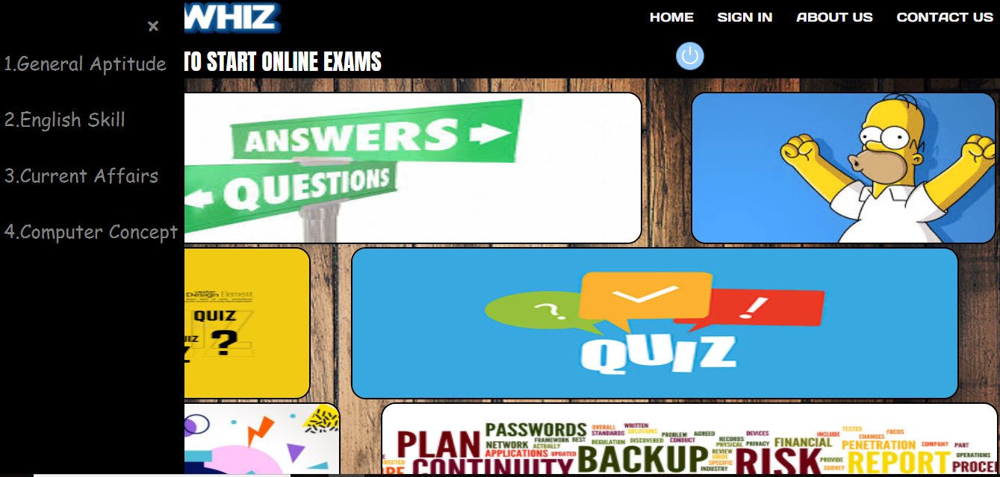 WHIZ
HOME SIGN IN ABOUT US CONTACT US
×
1.General Aptitude
2.English Skill
3.Current Affairs
4.Computer Concept
TO START ONLINE EXAMS
ANSWERS
QUESTIONS
vector
Design Element
QUIZ
?
? !
QUIZ
PLAN
PASSWORDS
NETWORK
FRAMEWORK BEST
ACTUALLY
APPLICATIONS UPDATED
CONTINUITY
OVERALL WRITTEN
STANDARDS SOLUTIONS
PROBLEM AGREED
REGULATION DISCOVERED CONDUCT
BACKUP
RECORDS DEVICES
PHYSICAL PRIVACY
REVIEW
GUIDE
SPECIFIC
INDUSTRY
RISK
FINANCIAL
INCLUDE TESTED
CHANGES FOCUS
PENETRATION COMPANY PART
PROVIDE
SURVEY
REPORT
OPERATIONS